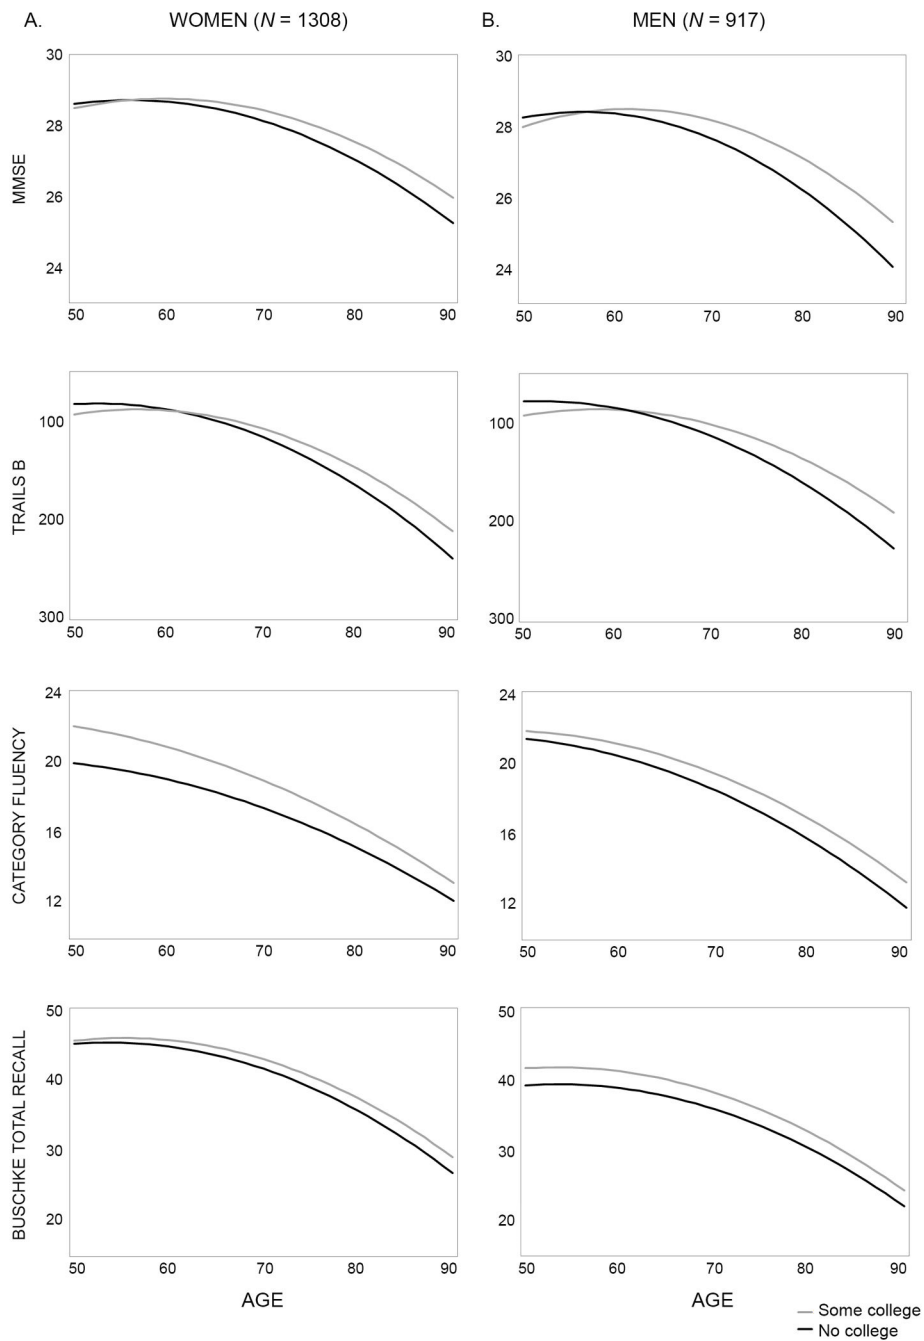 A. WOMEN (N = 1308) B. MEN (N = 917)
MMSE
30
28
26
24
50 60 70 80 90
30
28
26
24
50 60 70 80 90
TRAILS B
100
200
300
50 60 70 80 90
100
200
300
50 60 70 80 90
CATEGORY FLUENCY
24
20
16
12
50 60 70 80 90
24
20
16
12
50 60 70 80 90
BUSCHKE TOTAL RECALL
50
40
30
20
50 60 70 80 90
50
40
30
20
50 60 70 80 90
AGE AGE
Some college
No college